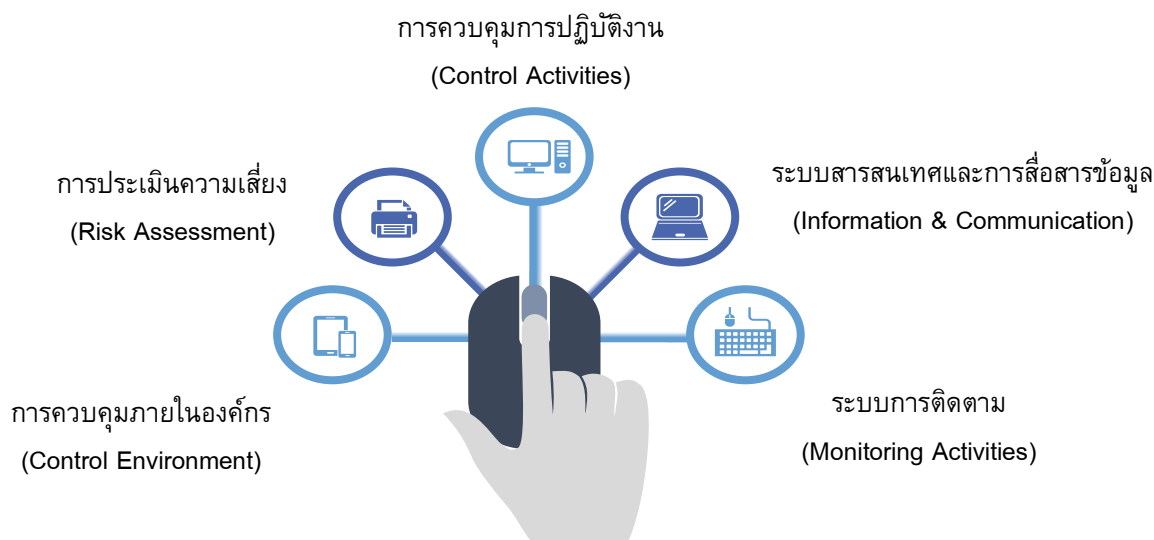 การควบคุมการปฏิบัติงาน
(Control Activities)
การประเมินความเสี่ยง
(Risk Assessment)
ระบบสารสนเทศและการสื่อสารข้อมูล
(Information & Communication)
การควบคุมภายในองค์กร
(Control Environment)
ระบบการติดตาม
(Monitoring Activities)